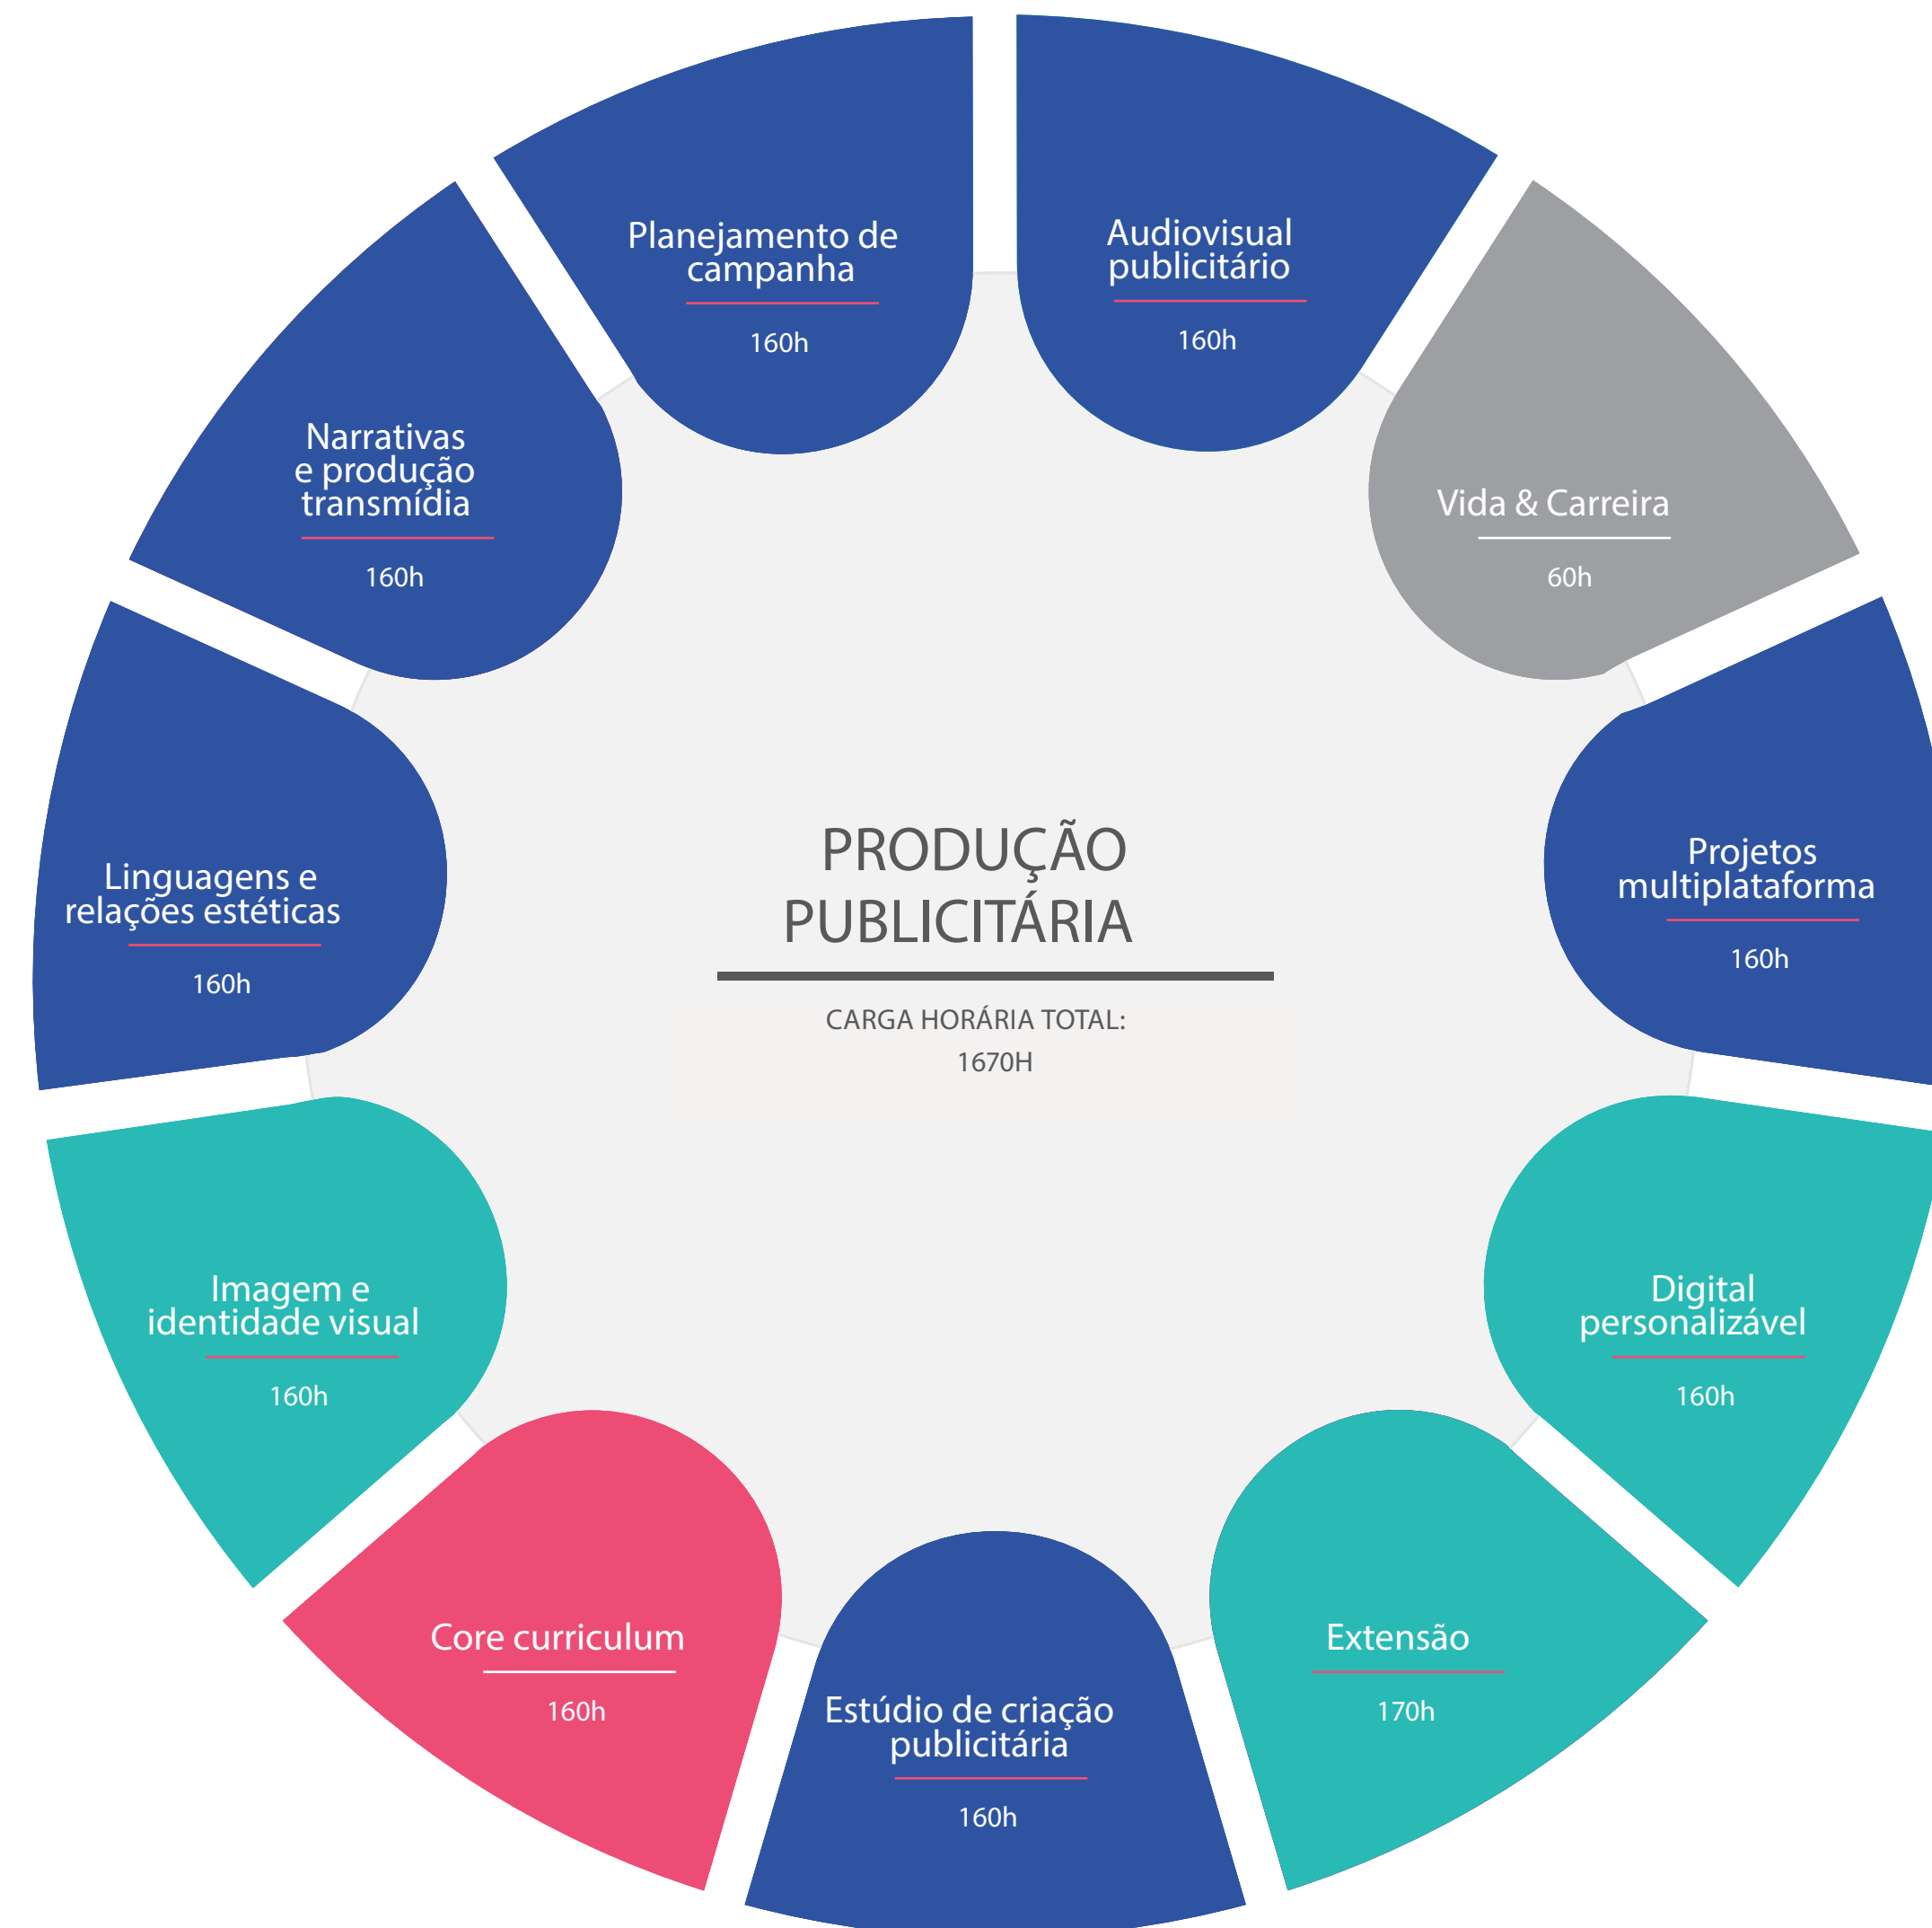 Planejamento de
campanha
160h
Audiovisual
publicitário
160h
Narrativas
e produção
transmídia
160h
Vida & Carreira
60h
Linguagens e
relações estéticas
160h
PRODUÇÃO
PUBLICITÁRIA
CARGA HORÁRIA TOTAL:
1670H
Projetos
multiplataforma
160h
Imagem e
identidade visual
160h
Digital
personalizável
160h
Core curriculum
160h
Estúdio de criação
publicitária
160h
Extensão
170h